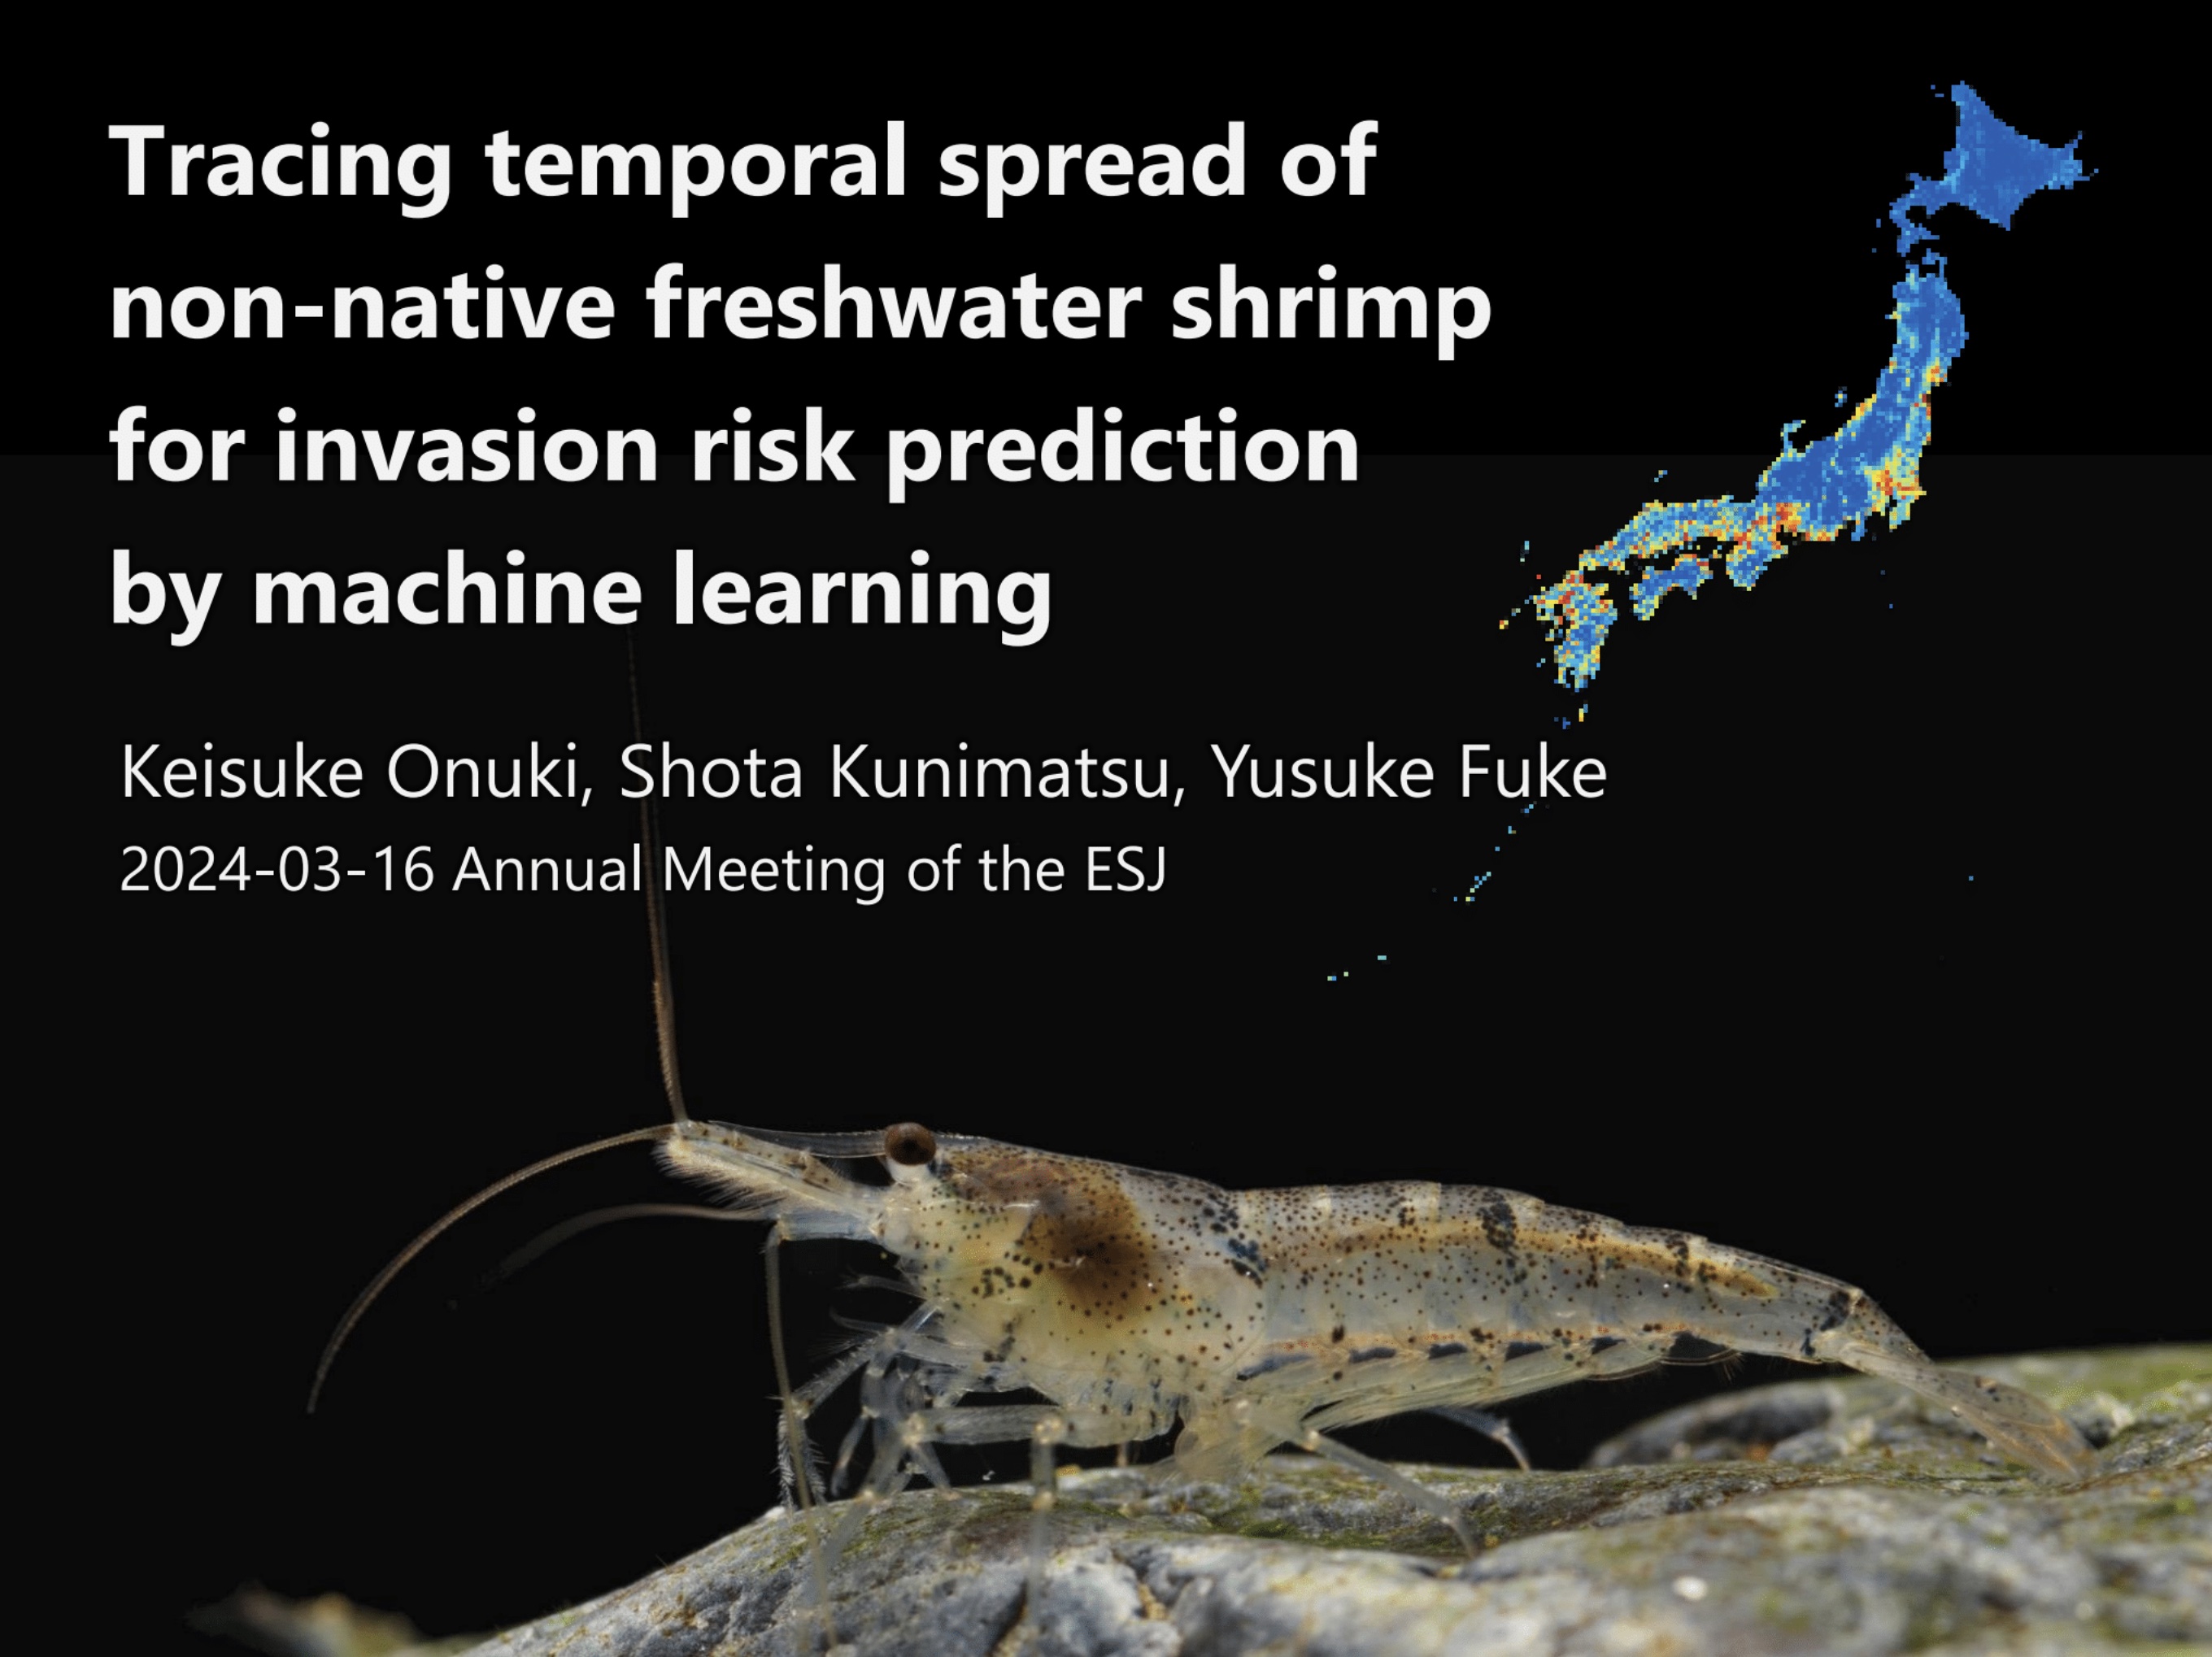 Tracing temporal spread of
non-native freshwater shrimp
for invasion risk prediction
by machine learning
Keisuke Onuki, Shota Kunimatsu, Yusuke Fuke
2024-03-16 Annual Meeting of the ESJ